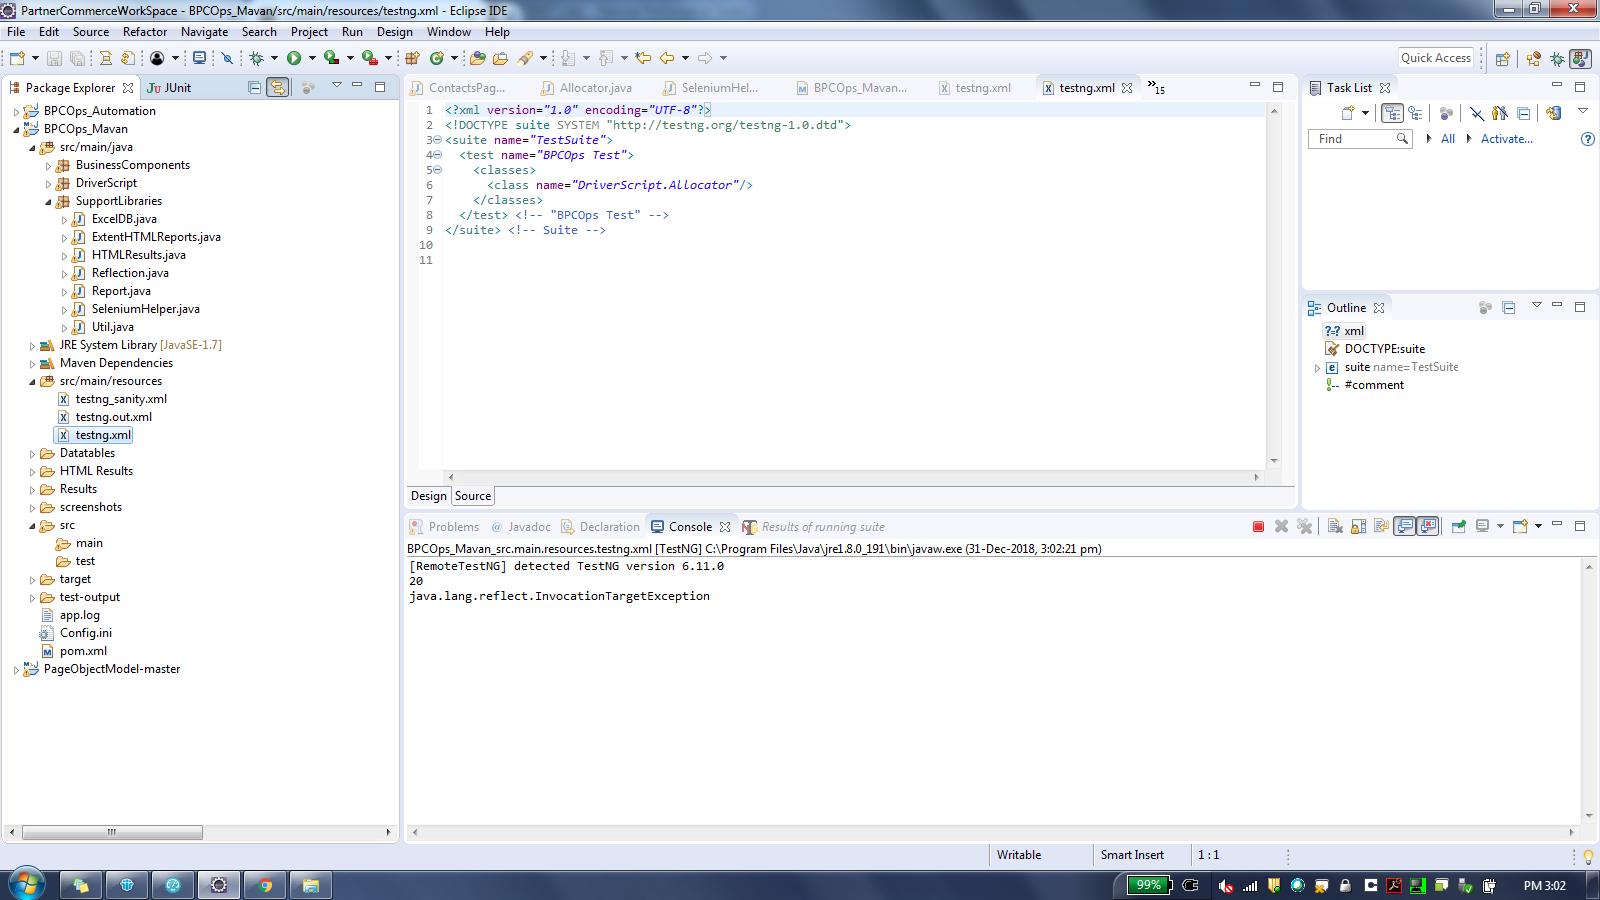 PartnerCommerceWorkSpace - BPCOps_Mavan/src/main/resources/testng.xml - Eclipse IDE
File Edit Source Refactor Navigate Search Project Run Design Window Help
Quick Access
Package Explorer JUnit
BPCOps_Automation
BPCOps_Mavan
src/main/java
BusinessComponents
DriverScript
SupportLibraries
ExcelDB.java
ExtentHTMLReports.java
HTMLResults.java
Reflection.java
Report.java
SeleniumHelper.java
Util.java
JRE System Library [JavaSE-1.7]
Maven Dependencies
src/main/resources
testng_sanity.xml
testng.out.xml
testng.xml
Datatables
HTML Results
Results
screenshots
src
main
test
target
test-output
app.log
Config.ini
pom.xml
PageObjectModel-master
ContactsPag... Allocator.java SeleniumHel... BPCOps_Mavan... testng.xml testng.xml »15
1 <?xml version="1.0" encoding="UTF-8"?>
2 <!DOCTYPE suite SYSTEM "http://testng.org/testng-1.0.dtd">
3 <suite name="TestSuite">
4 <test name="BPCOps Test">
5 <classes>
6 <class name="DriverScript.Allocator"/>
7 </classes>
8 </test> <!-- "BPCOps Test" -->
9 </suite> <!-- Suite -->
10
11
Design Source
Problems @ Javadoc Declaration Console Results of running suite
BPCOps_Mavan_src.main.resources.testng.xml [TestNG] C:\Program Files\Java\jre1.8.0_191\bin\javaw.exe (31-Dec-2018, 3:02:21 pm)
[RemoteTestNG] detected TestNG version 6.11.0
20
java.lang.reflect.InvocationTargetException
Task List
Find All Activate...
Outline
?=? xml
DOCTYPE:suite
suite name=TestSuite
#comment
Writable Smart Insert 1 : 1
99% PM 3:02